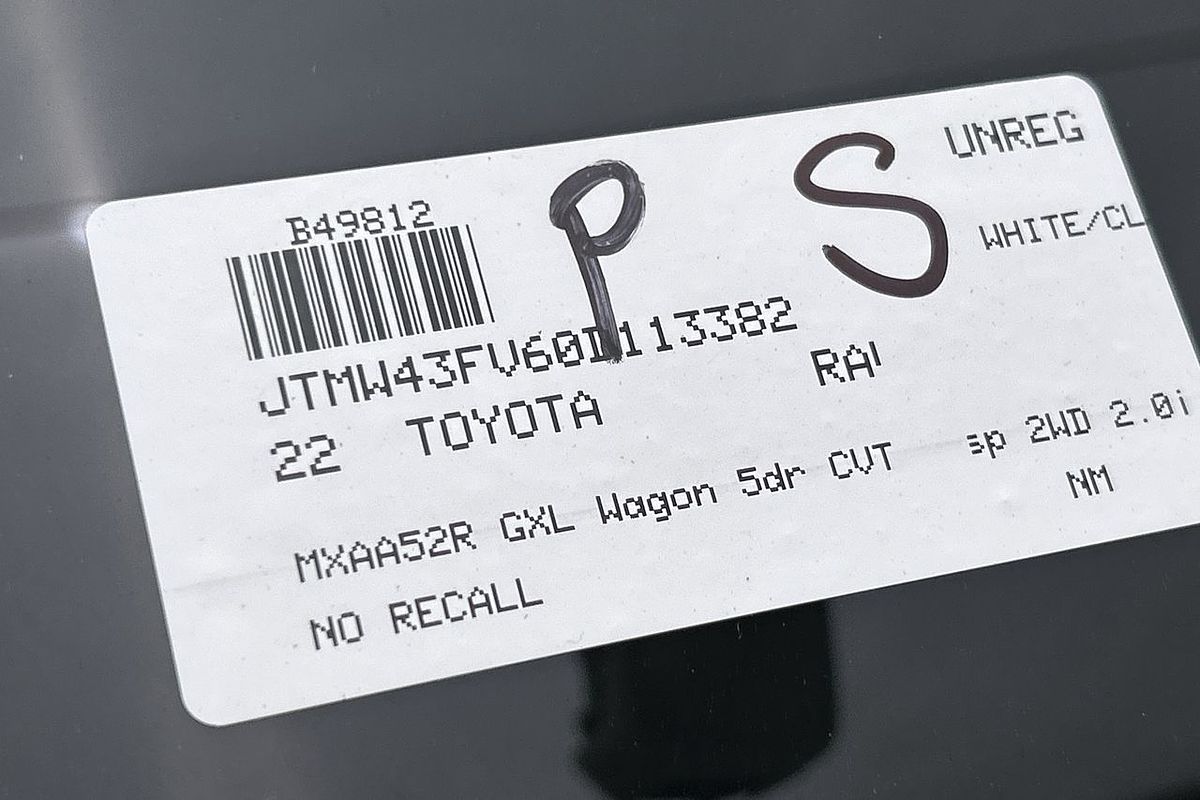 B49812 P S UNREG
WHITE/CL
JTMW43FV60D113382
22 TOYOTA RA
MXAA52R GXL Wagon 5dr CVT sp 2WD 2.0i
NM
NO RECALL